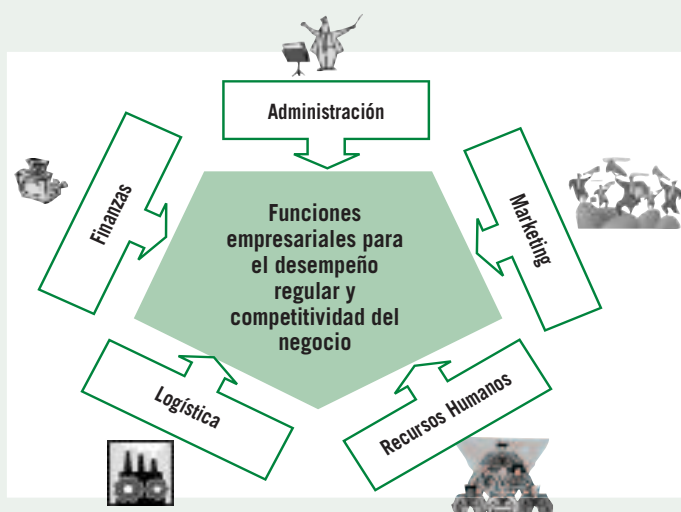 Administración
Finanzas
Marketing
Funciones
empresariales para
el desempeño
regular y
competitividad del
negocio
Logística
Recursos Humanos